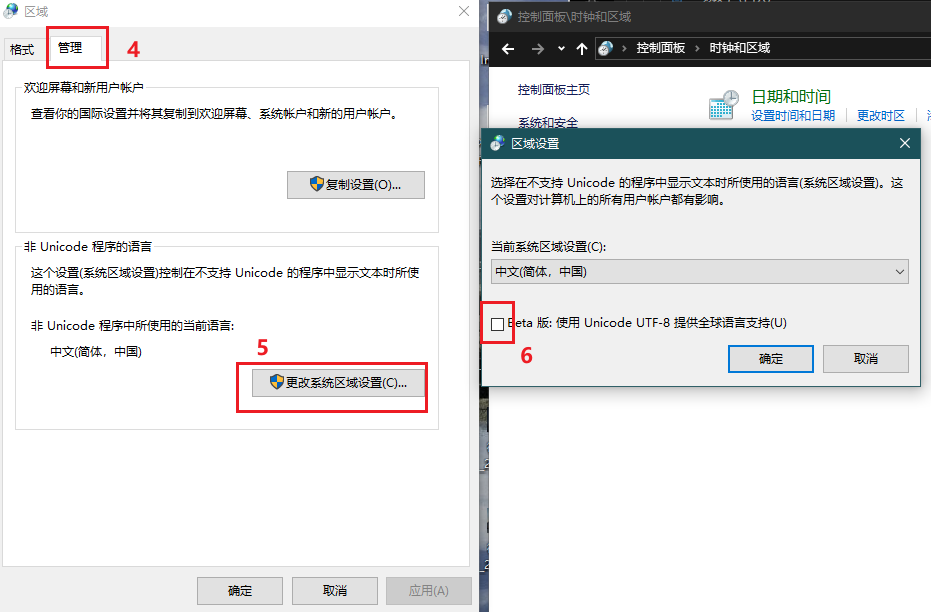 区域
格式
管理
4
欢迎屏幕和新用户帐户
查看你的国际设置并将其复制到欢迎屏幕、系统帐户和新的用户帐户。
复制设置(O)...
非 Unicode 程序的语言
这个设置(系统区域设置)控制在不支持 Unicode 的程序中显示文本时所使
用的语言。
非 Unicode 程序中所使用的当前语言:
中文(简体，中国)
5
更改系统区域设置(C)...
确定
取消
应用(A)
控制面板\时钟和区域
控制面板
时钟和区域
控制面板主页
系统和安全
日期和时间
设置时间和日期
更改时区
区域设置
选择在不支持 Unicode 的程序中显示文本时所使用的语言(系统区域设置)。这
个设置对计算机上的所有用户帐户都有影响。
当前系统区域设置(C):
中文(简体，中国)
Beta 版: 使用 Unicode UTF-8 提供全球语言支持(U)
6
确定
取消